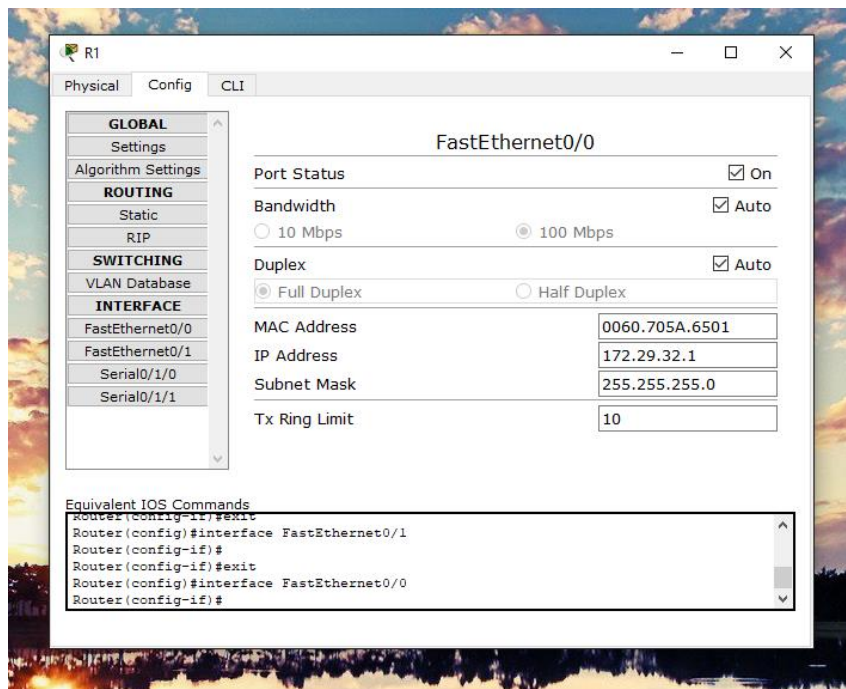 R1
Physical Config CLI
GLOBAL
Settings
Algorithm Settings
ROUTING
Static
RIP
SWITCHING
VLAN Database
INTERFACE
FastEthernet0/0
FastEthernet0/1
Serial0/1/0
Serial0/1/1
FastEthernet0/0
Port Status On
Bandwidth Auto
10 Mbps 100 Mbps
Duplex Auto
Full Duplex Half Duplex
MAC Address 0060.705A.6501
IP Address 172.29.32.1
Subnet Mask 255.255.255.0
Tx Ring Limit 10
Equivalent IOS Commands
Router(config-if)#exit
Router(config)#interface FastEthernet0/1
Router(config-if)#
Router(config-if)#exit
Router(config)#interface FastEthernet0/0
Router(config-if)#